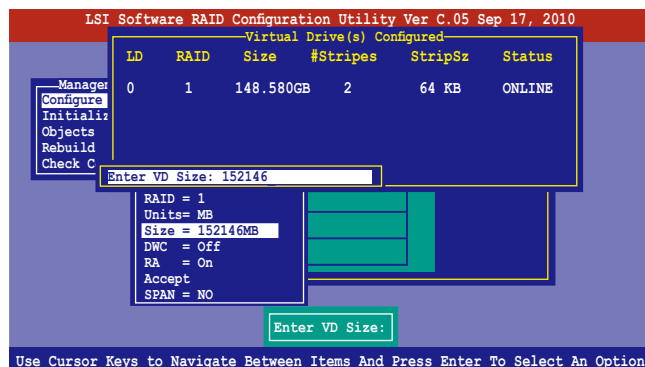 LSI Software RAID Configuration Utility Ver C.05 Sep 17, 2010
Virtual Drive(s) Configured
LD RAID Size #Stripes StripSz Status
0 1 148.580GB 2 64 KB ONLINE
Configure
Objects
Rebuild
Check C
Enter VD Size: 152146_
RAID = 1
Units= MB
Size = 152146MB
DWC = Off
RA = On
Accept
SPAN = NO
Enter VD Size:
Use Cursor Keys to Navigate Between Items And Press Enter To Select An Option